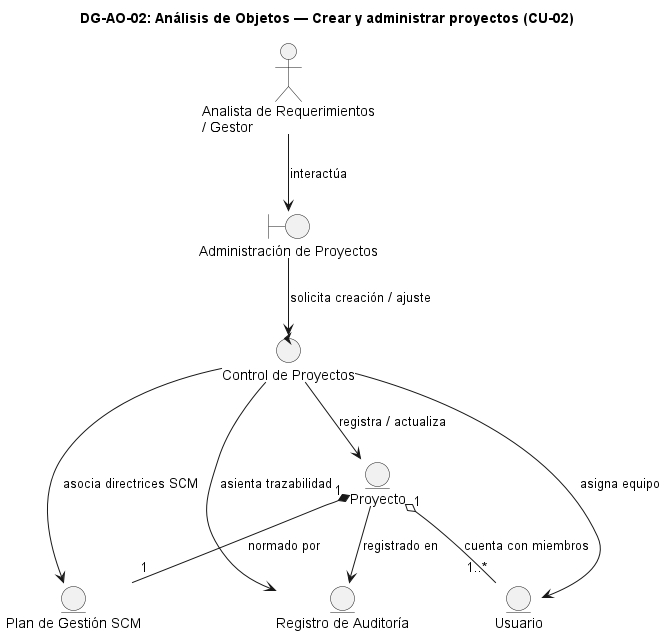 DG-AO-02: Análisis de Objetos — Crear y administrar proyectos (CU-02)
Analista de Requerimientos
/ Gestor
interactúa
Administración de Proyectos
solicita creación / ajuste
Control de Proyectos
registra / actualiza
asocia directrices SCM
asienta trazabilidad
asigna equipo
1
Proyecto
1
normado por
registrado en
cuenta con miembros
1
1..*
Plan de Gestión SCM
Registro de Auditoría
Usuario